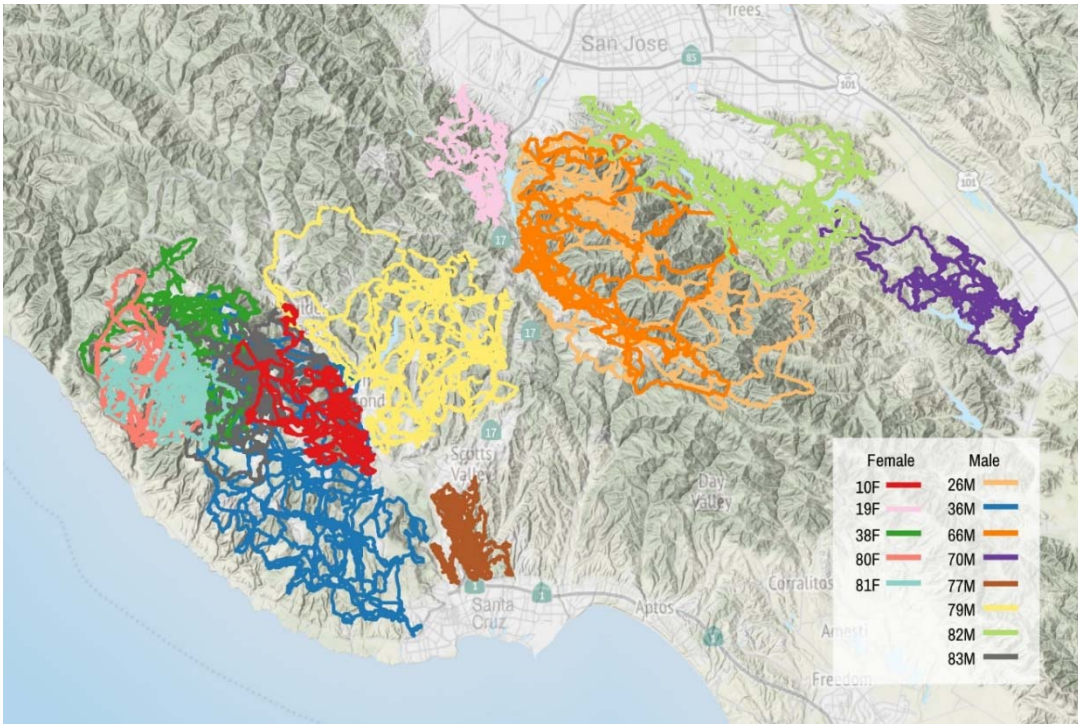 Trees
San Jose
85
101
101
17
17
17
Scotts
Valley
Day
Valley
mond
Santa
Cruz
1
Aptos
Corralitos
Amesti
Freedom
Female Male
10F 26M
19F 36M
38F 66M
80F 70M
81F 77M
79M
82M
83M